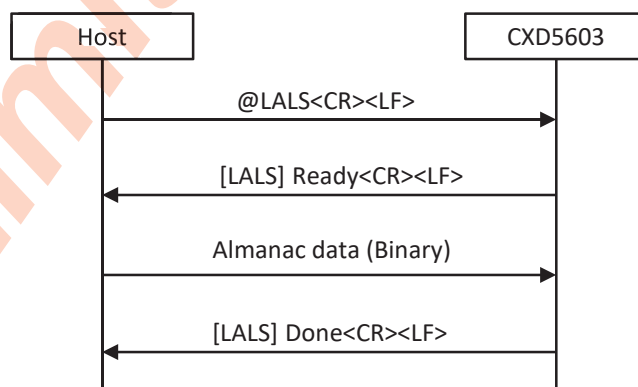 Host
CXD5603
@LALS<CR><LF>
[LALS] Ready<CR><LF>
Almanac data (Binary)
[LALS] Done<CR><LF>